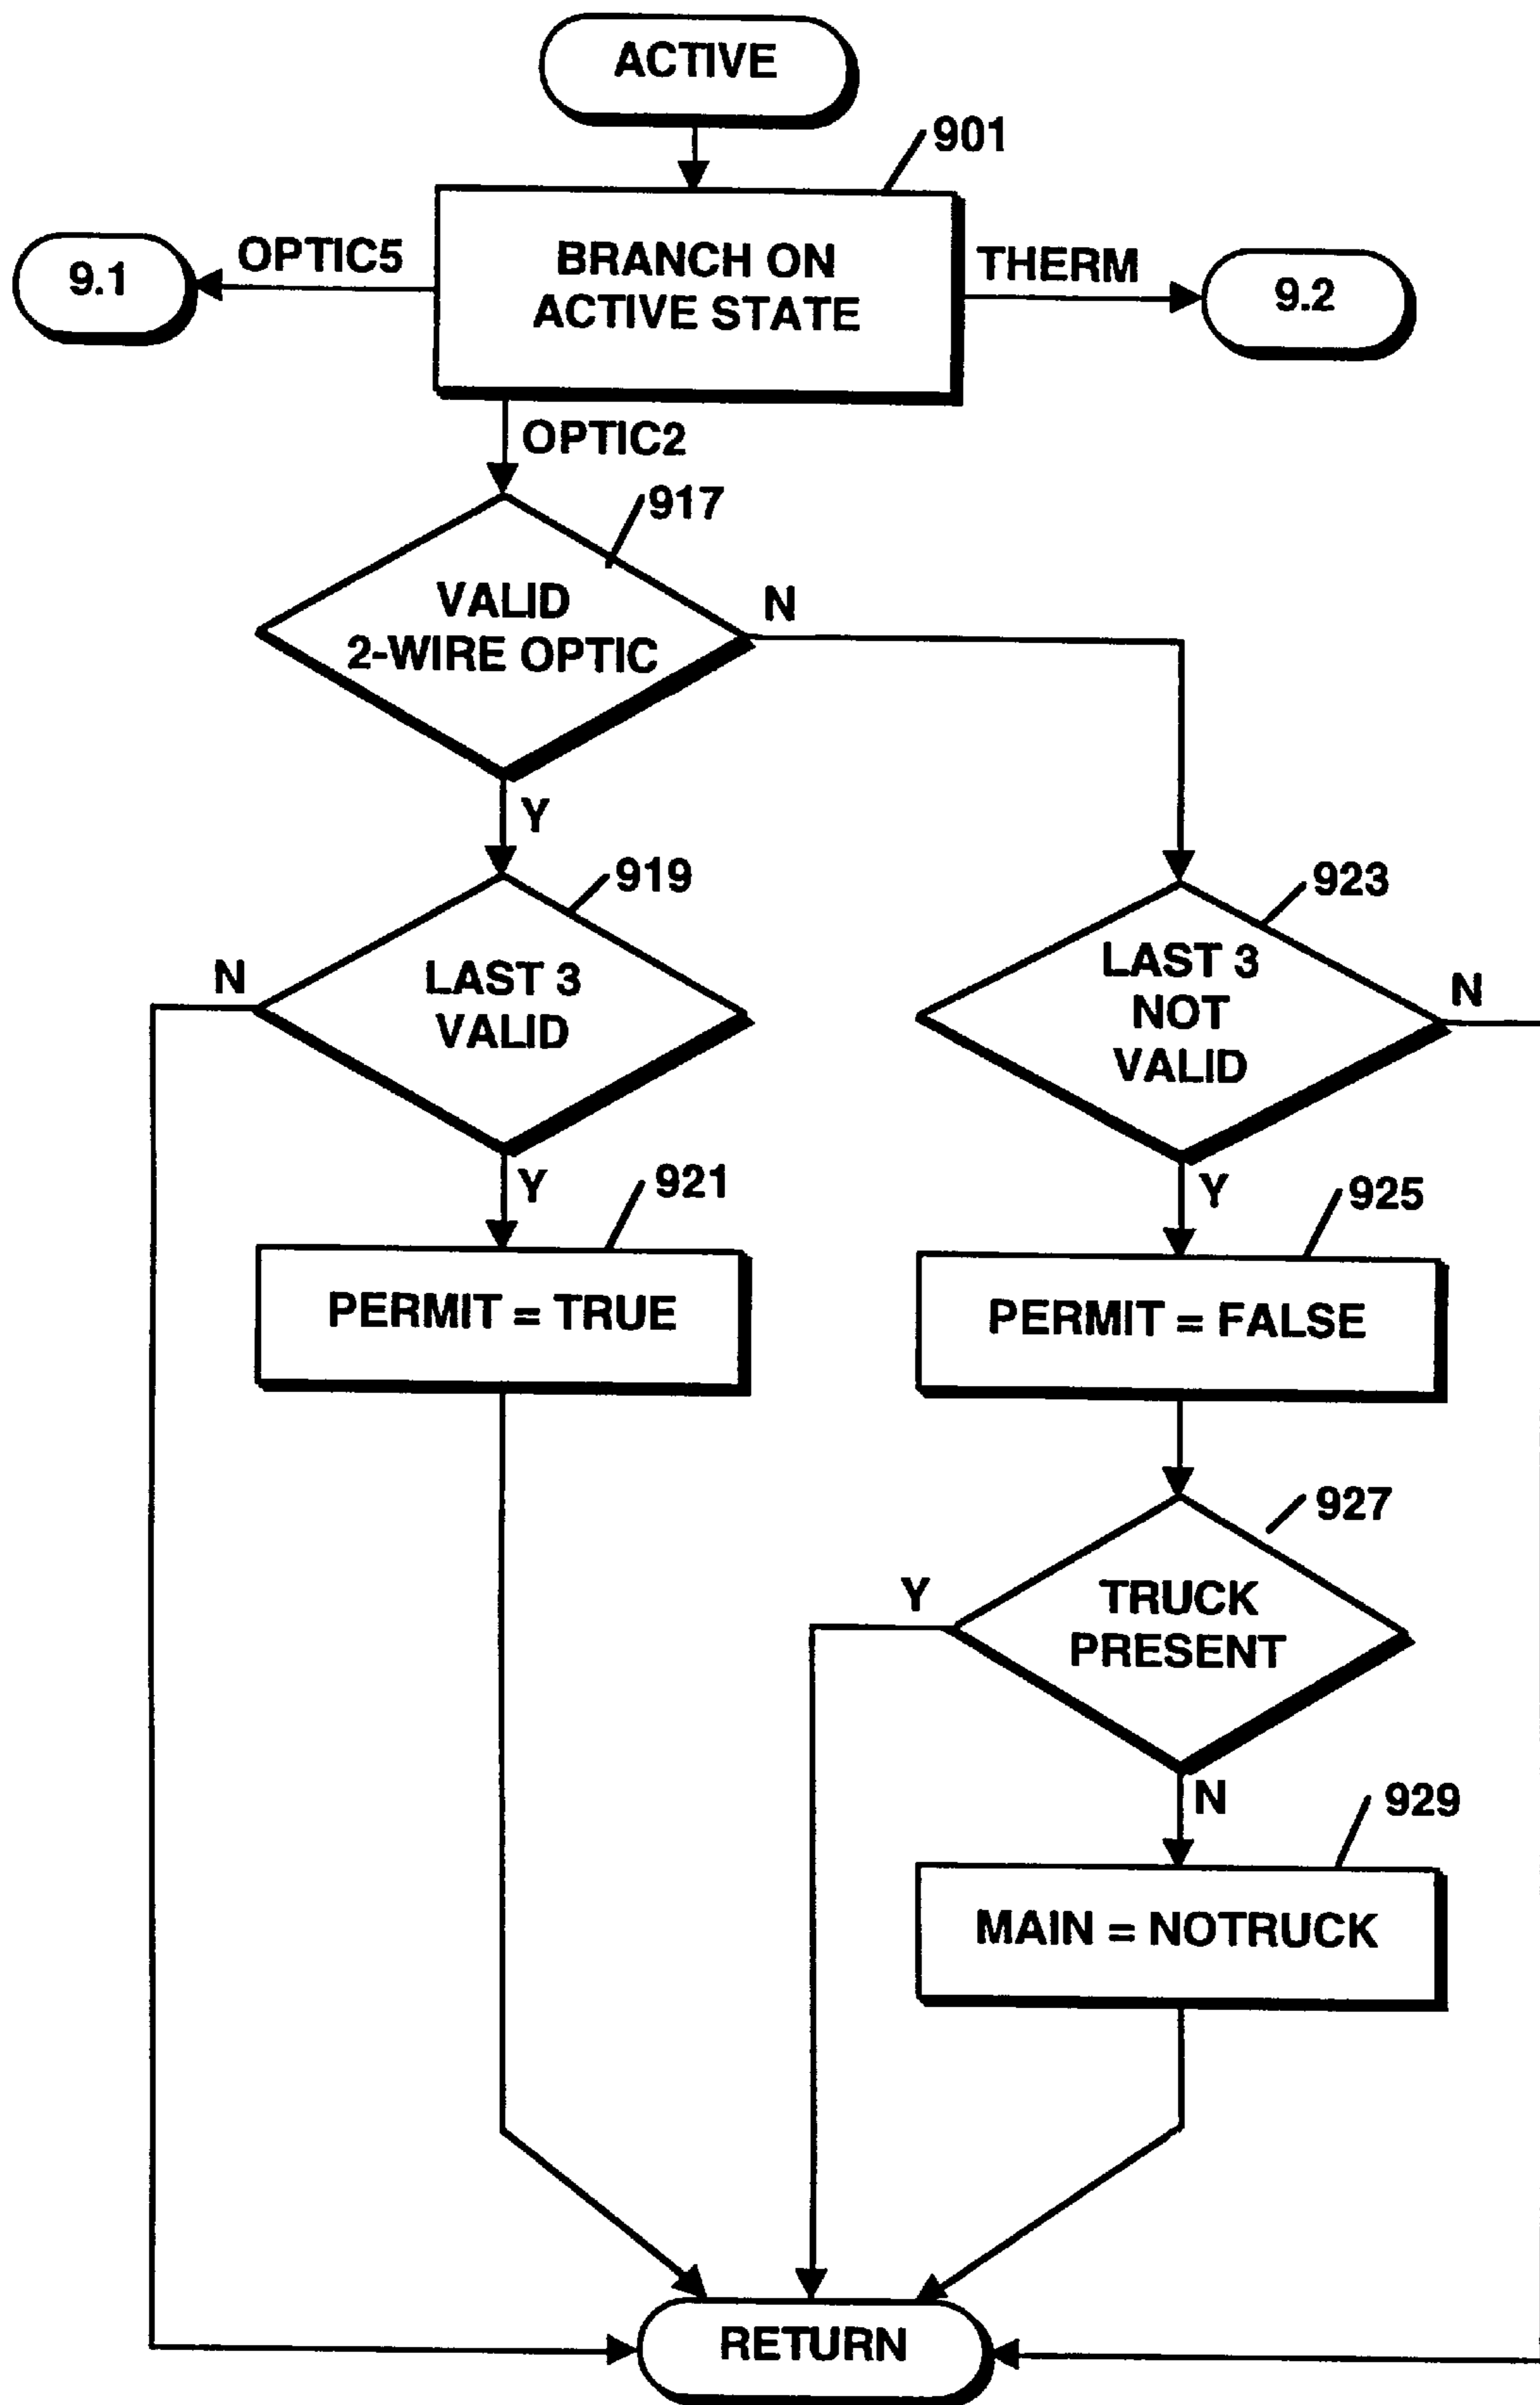 ACTIVE
901
9.1
OPTIC5
BRANCH ON
ACTIVE STATE
THERM
9.2
OPTIC2
917
VALID
2-WIRE OPTIC
N
Y
919
N
LAST 3
VALID
923
LAST 3
NOT
VALID
N
Y
921
PERMIT = TRUE
Y
925
PERMIT = FALSE
927
Y
TRUCK
PRESENT
N
929
MAIN = NOTRUCK
RETURN